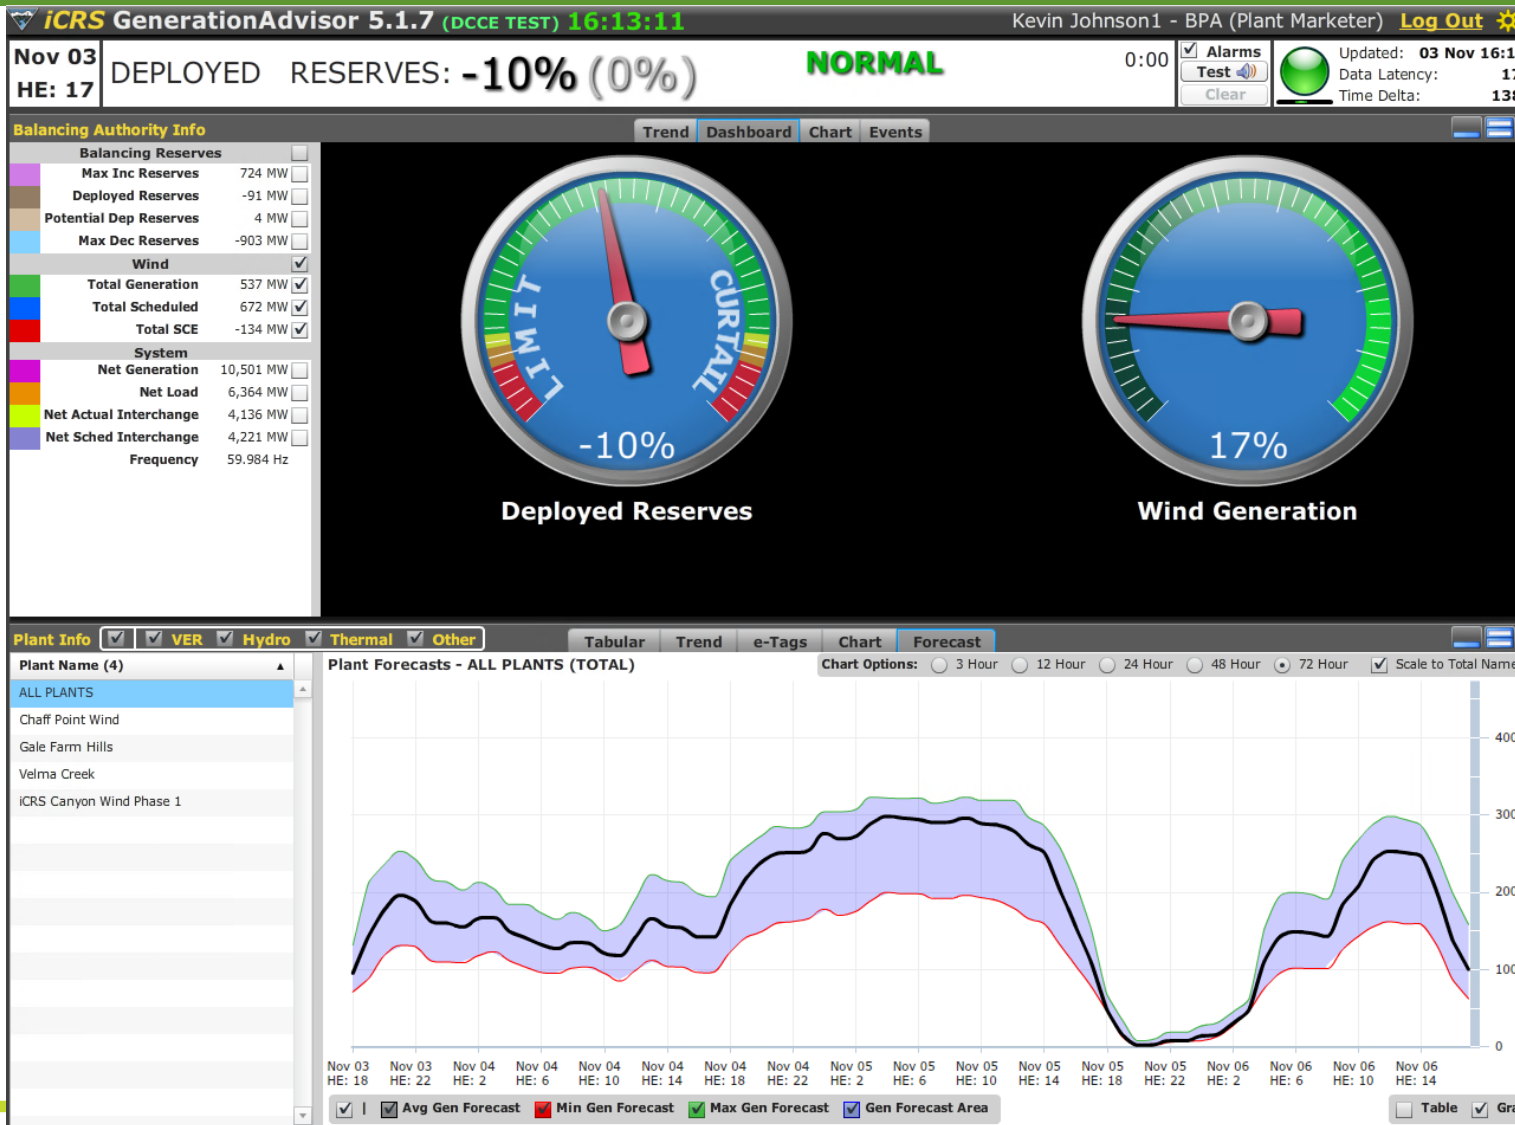 iCRS GenerationAdvisor 5.1.7 (DCCE TEST) 16:13:11
Kevin Johnson1 - BPA (Plant Marketer) Log Out
Nov 03
HE: 17
DEPLOYED RESERVES: -10% (0%)
NORMAL
0:00
Alarms
Test
Clear
Updated: 03 Nov 16:1
Data Latency: 17
Time Delta: 138
Balancing Authority Info
Trend Dashboard Chart Events
Balancing Reserves
Max Inc Reserves 724 MW
Deployed Reserves -91 MW
Potential Dep Reserves 4 MW
Max Dec Reserves -903 MW
Wind
Total Generation 537 MW
Total Scheduled 672 MW
Total SCE -134 MW
System
Net Generation 10,501 MW
Net Load 6,364 MW
Net Actual Interchange 4,136 MW
Net Sched Interchange 4,221 MW
Frequency 59.984 Hz
LIMIT CURTAIL
-10%
Deployed Reserves
17%
Wind Generation
Plant Info VER Hydro Thermal Other
Tabular Trend e-Tags Chart Forecast
Plant Name (4)
ALL PLANTS
Chaff Point Wind
Gale Farm Hills
Velma Creek
iCRS Canyon Wind Phase 1
Plant Forecasts - ALL PLANTS (TOTAL)
Chart Options: 3 Hour 12 Hour 24 Hour 48 Hour 72 Hour Scale to Total Name
400
300
200
100
0
Nov 03 Nov 03 Nov 04 Nov 04 Nov 04 Nov 04 Nov 04 Nov 04 Nov 05 Nov 05 Nov 05 Nov 05 Nov 05 Nov 05 Nov 06 Nov 06 Nov 06 Nov 06
HE: 18 HE: 22 HE: 2 HE: 6 HE: 10 HE: 14 HE: 18 HE: 22 HE: 2 HE: 6 HE: 10 HE: 14 HE: 18 HE: 22 HE: 2 HE: 6 HE: 10 HE: 14
| Avg Gen Forecast Min Gen Forecast Max Gen Forecast Gen Forecast Area
Table Gra